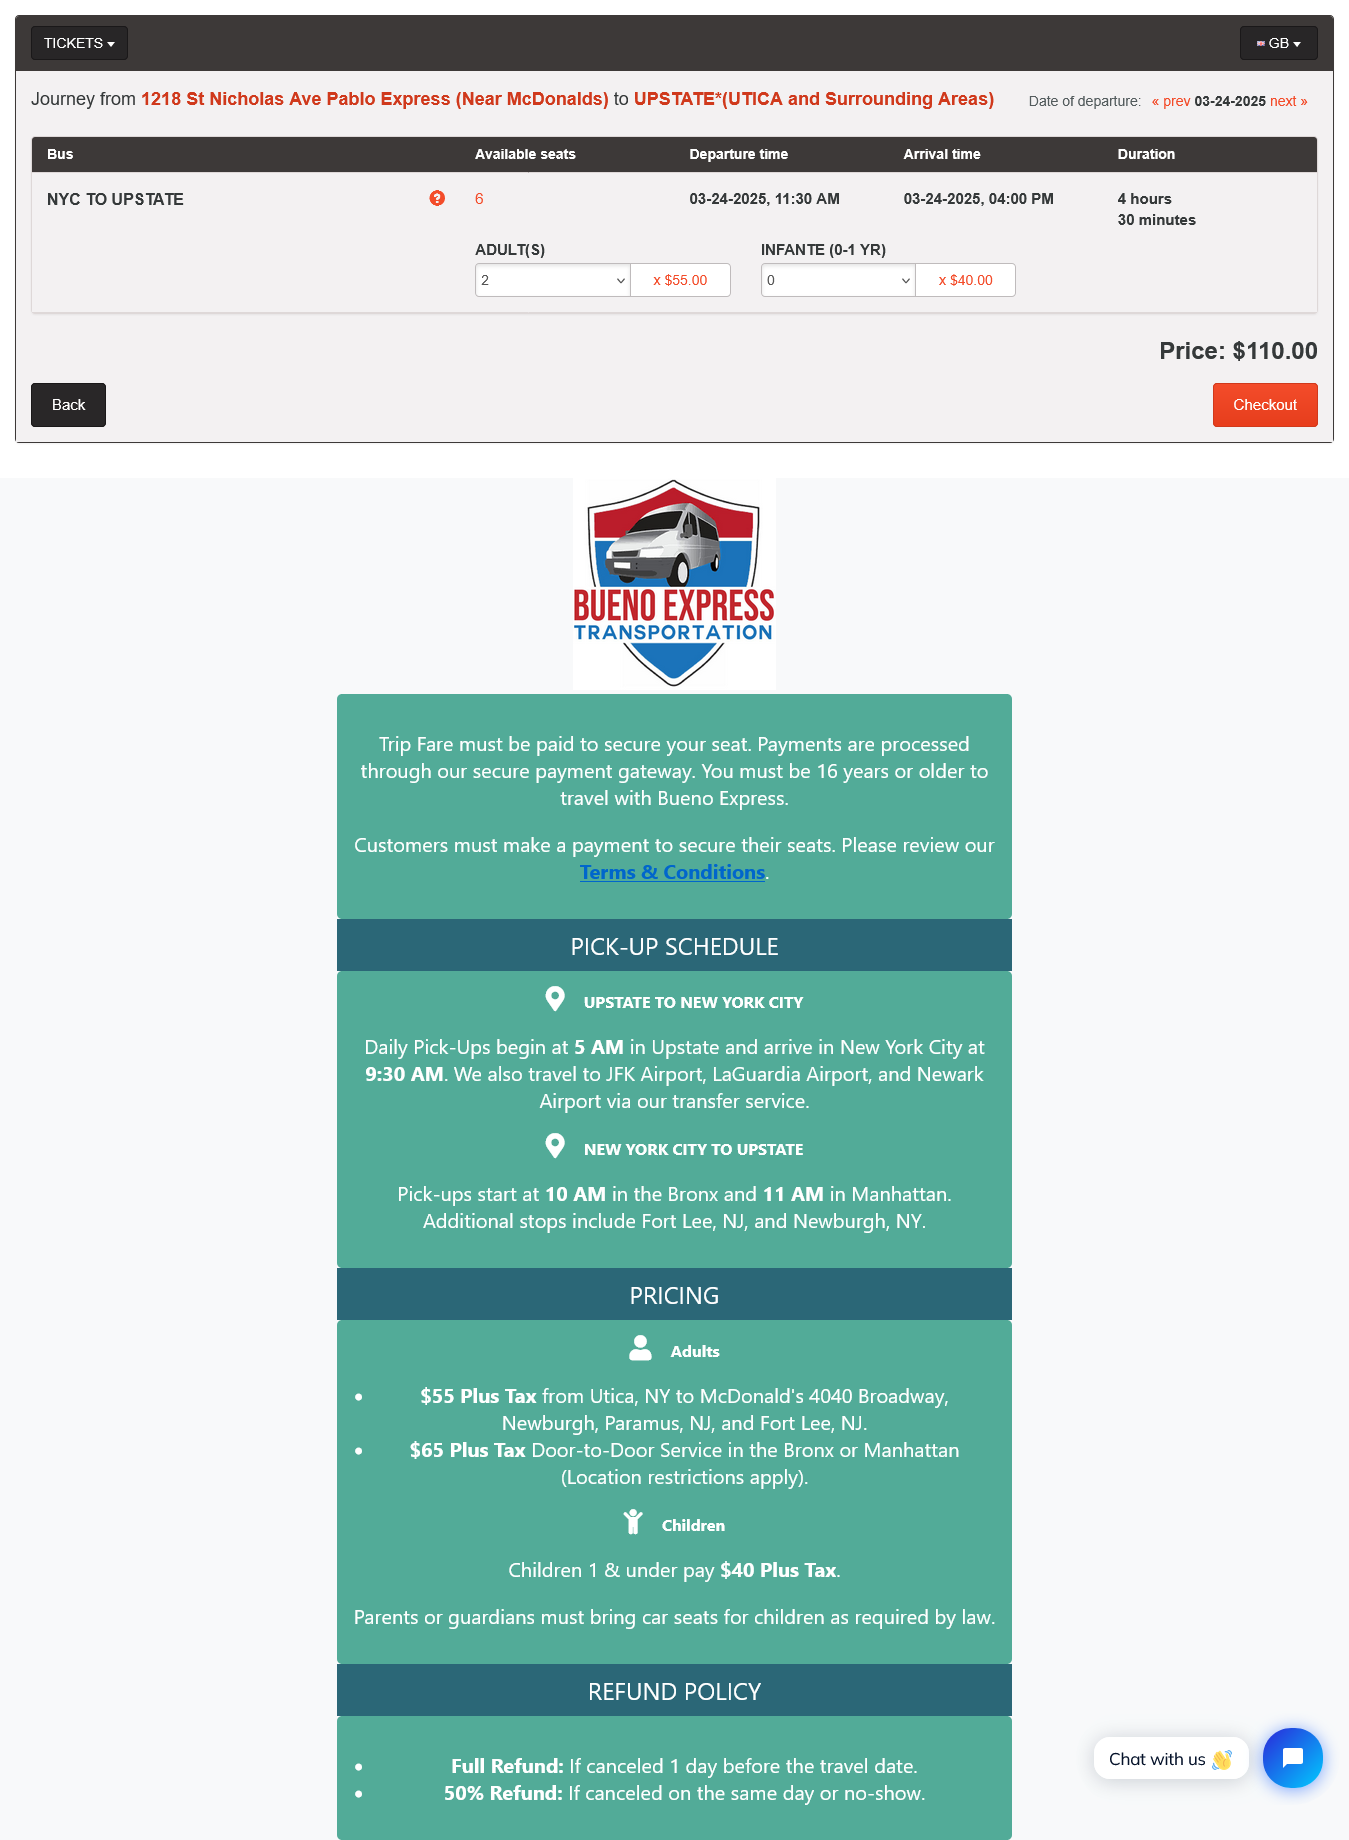 TICKETS
GB
Journey from 1218 St Nicholas Ave Pablo Express (Near McDonalds) to UPSTATE*(UTICA and Surrounding Areas)
Date of departure: « prev 03-24-2025 next »
Bus Available seats Departure time Arrival time Duration
NYC TO UPSTATE ? 6 03-24-2025, 11:30 AM 03-24-2025, 04:00 PM 4 hours
30 minutes
ADULT(S) INFANTE (0-1 YR)
2 x $55.00 0 x $40.00
Price: $110.00
Back Checkout
BUENO EXPRESS
TRANSPORTATION
Trip Fare must be paid to secure your seat. Payments are processed
through our secure payment gateway. You must be 16 years or older to
travel with Bueno Express.
Customers must make a payment to secure their seats. Please review our
Terms & Conditions.
PICK-UP SCHEDULE
UPSTATE TO NEW YORK CITY
Daily Pick-Ups begin at 5 AM in Upstate and arrive in New York City at
9:30 AM. We also travel to JFK Airport, LaGuardia Airport, and Newark
Airport via our transfer service.
NEW YORK CITY TO UPSTATE
Pick-ups start at 10 AM in the Bronx and 11 AM in Manhattan.
Additional stops include Fort Lee, NJ, and Newburgh, NY.
PRICING
Adults
• $55 Plus Tax from Utica, NY to McDonald's 4040 Broadway,
Newburgh, Paramus, NJ, and Fort Lee, NJ.
• $65 Plus Tax Door-to-Door Service in the Bronx or Manhattan
(Location restrictions apply).
Children
Children 1 & under pay $40 Plus Tax.
Parents or guardians must bring car seats for children as required by law.
REFUND POLICY
• Full Refund: If canceled 1 day before the travel date.
• 50% Refund: If canceled on the same day or no-show.
Chat with us 👋